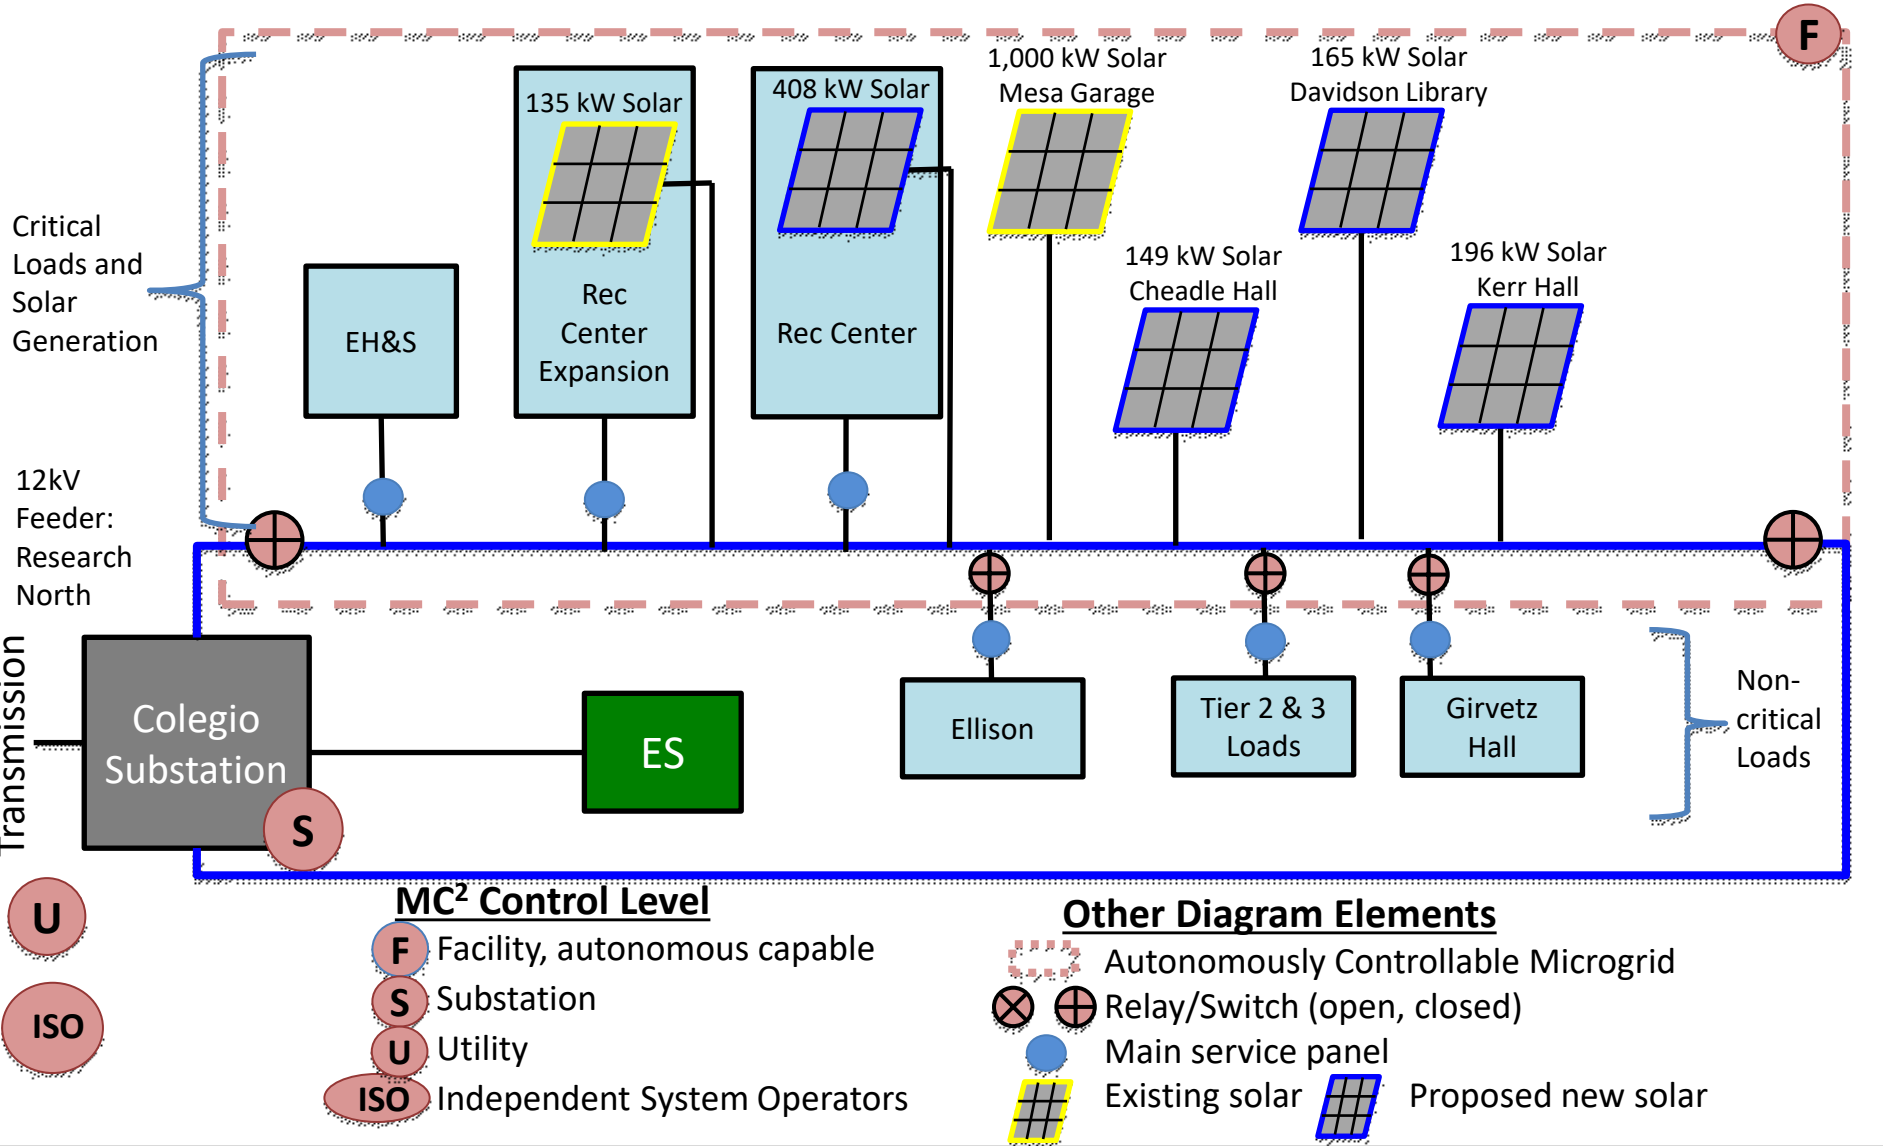 F
1,000 kW Solar
Mesa Garage
165 kW Solar
Davidson Library
135 kW Solar
408 kW Solar
Critical
Loads and
Solar
Generation
149 kW Solar
Cheadle Hall
196 kW Solar
Kerr Hall
EH&S
Rec
Center
Expansion
Rec Center
12kV
Feeder:
Research
North
Transmission
Colegio
Substation
S
ES
Ellison
Tier 2 & 3
Loads
Girvetz
Hall
Non-
critical
Loads
U
ISO
MC² Control Level
F Facility, autonomous capable
S Substation
U Utility
ISO Independent System Operators
Other Diagram Elements
Autonomously Controllable Microgrid
Relay/Switch (open, closed)
Main service panel
Existing solar Proposed new solar